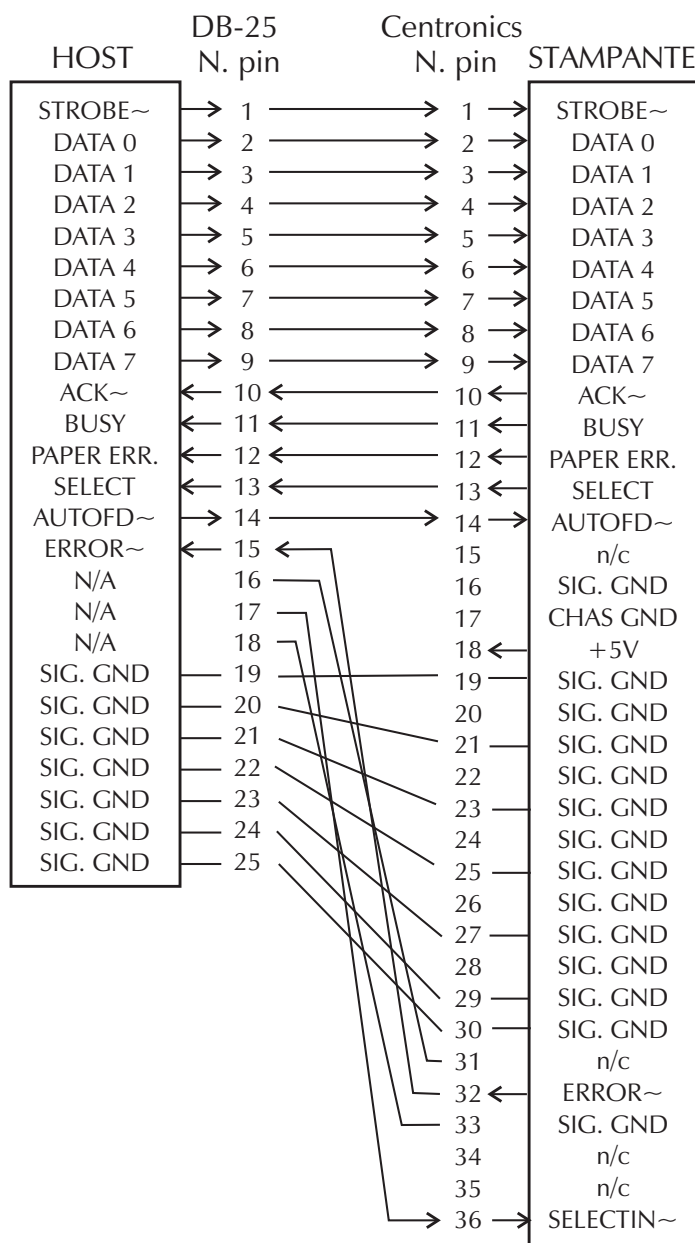 DB-25 Centronics
HOST N. pin N. pin STAMPANTE
STROBE~ 1 1 STROBE~
DATA 0 2 2 DATA 0
DATA 1 3 3 DATA 1
DATA 2 4 4 DATA 2
DATA 3 5 5 DATA 3
DATA 4 6 6 DATA 4
DATA 5 7 7 DATA 5
DATA 6 8 8 DATA 6
DATA 7 9 9 DATA 7
ACK~ 10 10 ACK~
BUSY 11 11 BUSY
PAPER ERR. 12 12 PAPER ERR.
SELECT 13 13 SELECT
AUTOFD~ 14 14 AUTOFD~
ERROR~ 15 15 n/c
N/A 16 16 SIG. GND
N/A 17 17 CHAS GND
N/A 18 18 +5V
SIG. GND 19 19 SIG. GND
SIG. GND 20 20 SIG. GND
SIG. GND 21 21 SIG. GND
SIG. GND 22 22 SIG. GND
SIG. GND 23 23 SIG. GND
SIG. GND 24 24 SIG. GND
SIG. GND 25 25 SIG. GND
26 SIG. GND
27 SIG. GND
28 SIG. GND
29 SIG. GND
30 SIG. GND
31 n/c
32 ERROR~
33 SIG. GND
34 n/c
35 n/c
36 SELECTIN~